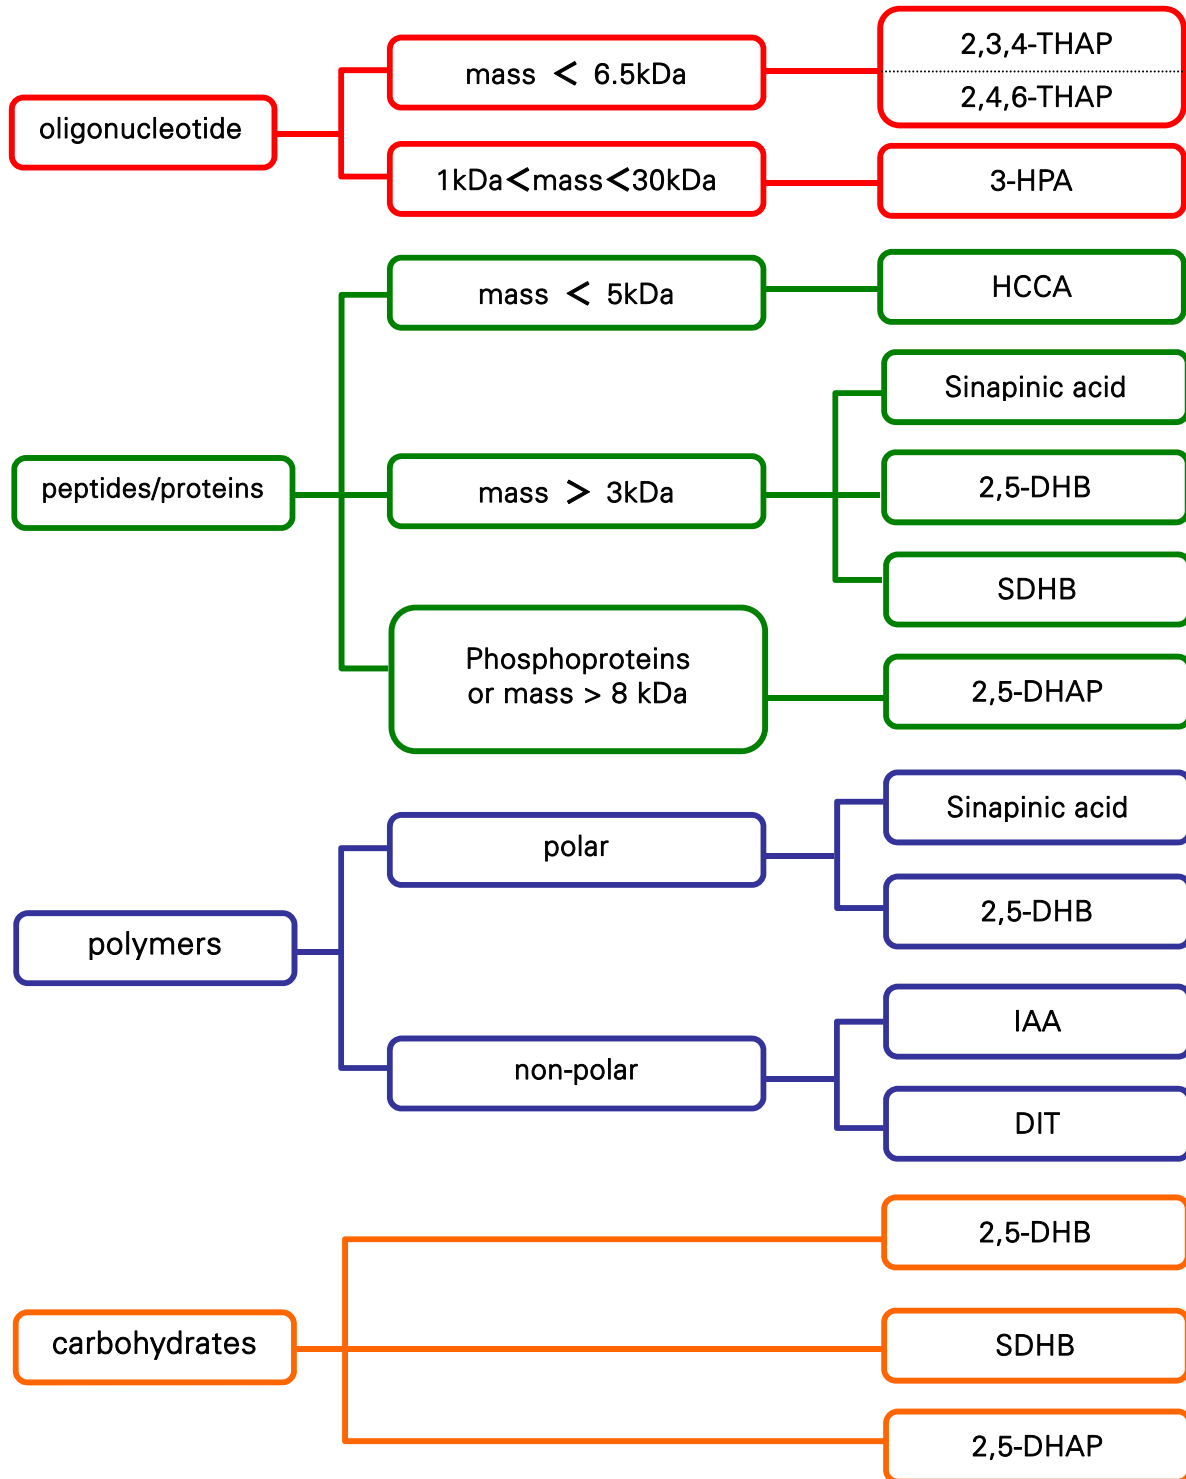 oligonucleotide
mass < 6.5kDa
2,3,4-THAP
2,4,6-THAP
1kDa<mass<30kDa
3-HPA
peptides/proteins
mass < 5kDa
HCCA
mass > 3kDa
Sinapinic acid
2,5-DHB
SDHB
Phosphoproteins
or mass > 8 kDa
2,5-DHAP
polymers
polar
Sinapinic acid
2,5-DHB
non-polar
IAA
DIT
carbohydrates
2,5-DHB
SDHB
2,5-DHAP